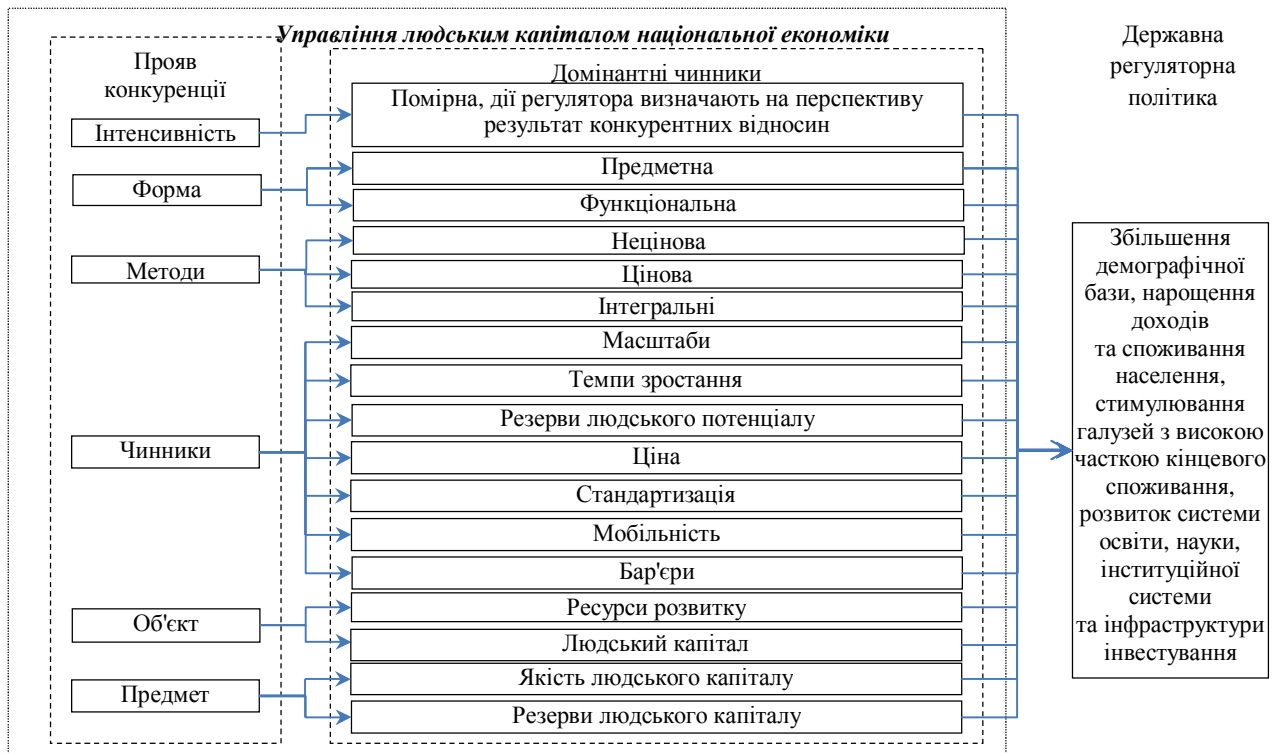 Управління людським капіталом національної економіки
Прояв
конкуренції
Інтенсивність
Форма
Методи
Чинники
Об'єкт
Предмет
Домінантні чинники
Помірна, дії регулятора визначають на перспективу
результат конкурентних відносин
Предметна
Функціональна
Нецінова
Цінова
Інтегральні
Масштаби
Темпи зростання
Резерви людського потенціалу
Ціна
Стандартизація
Мобільність
Бар'єри
Ресурси розвитку
Людський капітал
Якість людського капіталу
Резерви людського капіталу
Державна
регуляторна
політика
Збільшення
демографічної
бази, нарощення
доходів
та споживання
населення,
стимулювання
галузей з високою
часткою кінцевого
споживання,
розвиток системи
освіти, науки,
інституційної
системи
та інфраструктури
інвестування